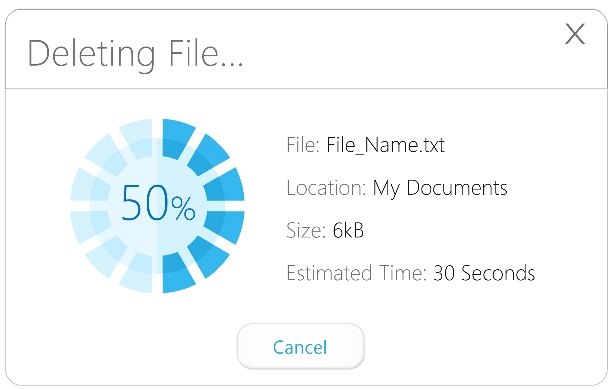 Deleting File...
X
50%
File: File_Name.txt
Location: My Documents
Size: 6kB
Estimated Time: 30 Seconds
Cancel